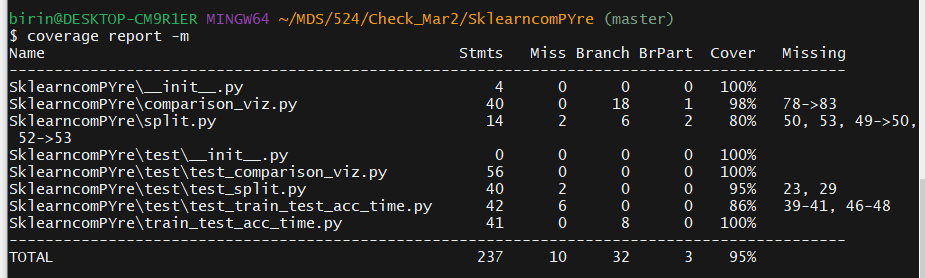 birin@DESKTOP-CM9R1ER MINGW64 ~/MDS/524/Check_Mar2/SklearncomPYre (master)
$ coverage report -m
Name                                          Stmts   Miss Branch BrPart  Cover   Missing
-----------------------------------------------------------------------------------------
SklearncomPYre\__init__.py                        4      0      0      0   100%
SklearncomPYre\comparison_viz.py                 40      0     18      1    98%   78->83
SklearncomPYre\split.py                          14      2      6      2    80%   50, 53, 49->50,
 52->53
SklearncomPYre\test\__init__.py                   0      0      0      0   100%
SklearncomPYre\test\test_comparison_viz.py       56      0      0      0   100%
SklearncomPYre\test\test_split.py                40      2      0      0    95%   23, 29
SklearncomPYre\test\test_train_test_acc_time.py  42      6      0      0    86%   39-41, 46-48
SklearncomPYre\train_test_acc_time.py            41      0      8      0   100%
-----------------------------------------------------------------------------------------
TOTAL                                           237     10     32      3    95%